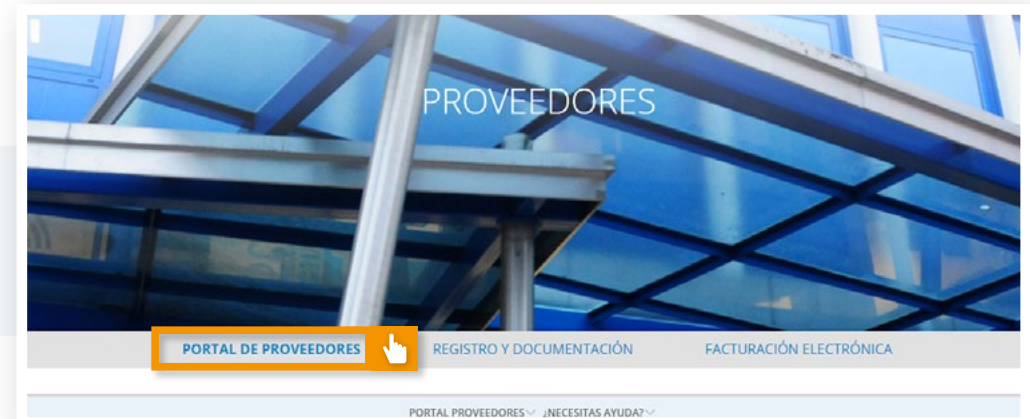 PROVEEDORES
PORTAL DE PROVEEDORES REGISTRO Y DOCUMENTACIÓN FACTURACIÓN ELECTRÓNICA
PORTAL PROVEEDORES ¿NECESITAS AYUDA?